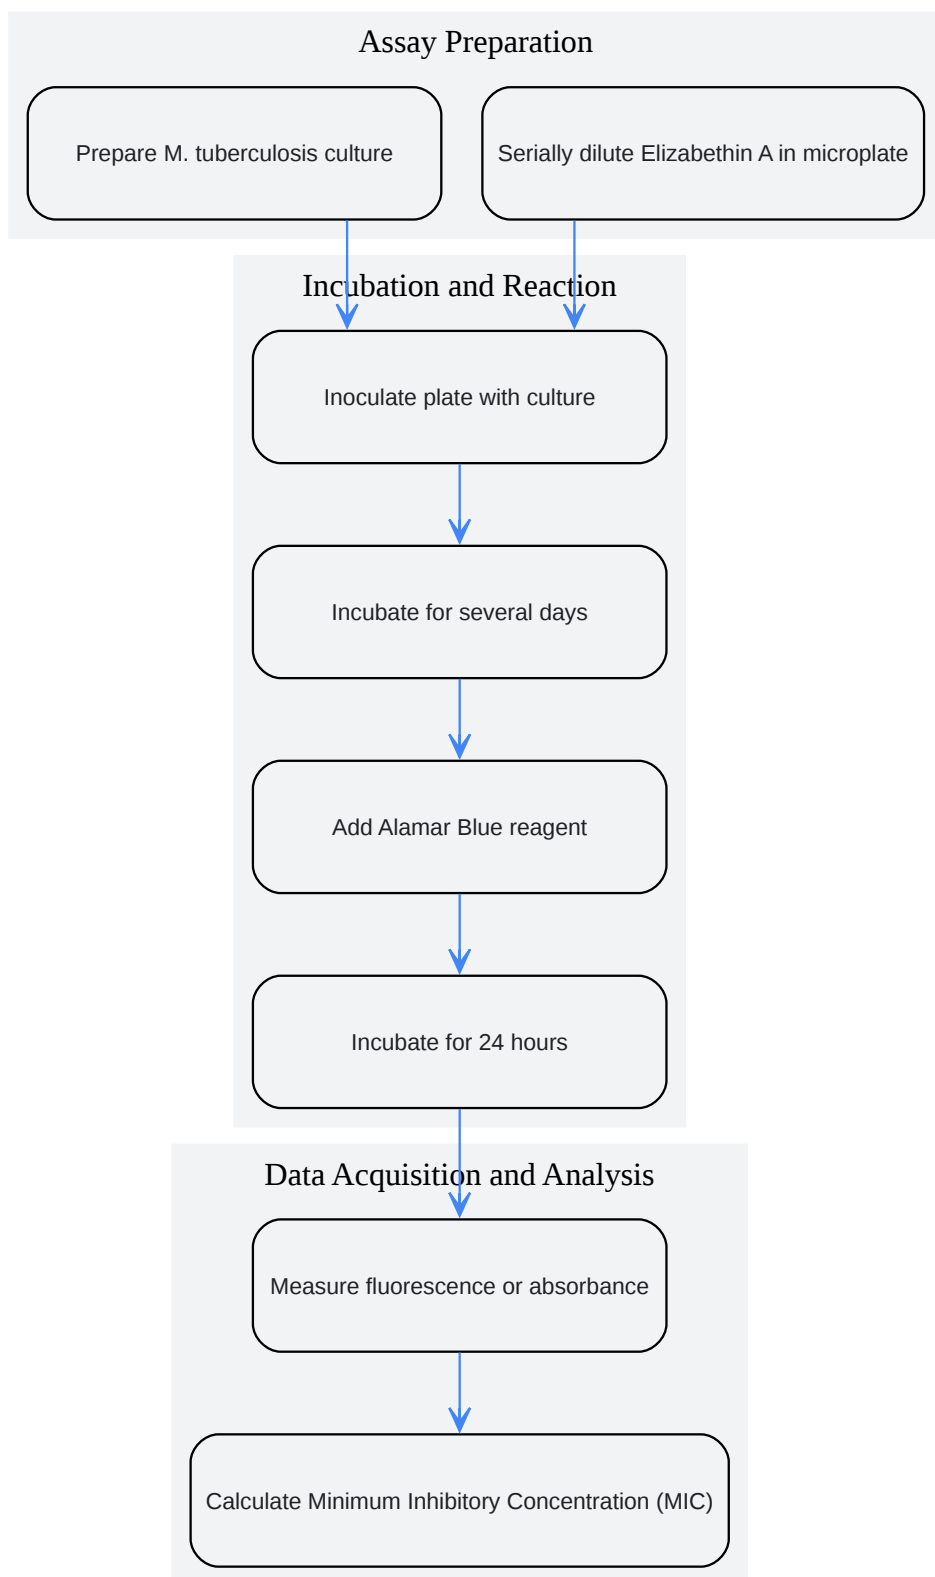 Assay Preparation
Prepare M. tuberculosis culture
Serially dilute Elizabethin A in microplate
Incubation and Reaction
Inoculate plate with culture
Incubate for several days
Add Alamar Blue reagent
Incubate for 24 hours
Data Acquisition and Analysis
Measure fluorescence or absorbance
Calculate Minimum Inhibitory Concentration (MIC)